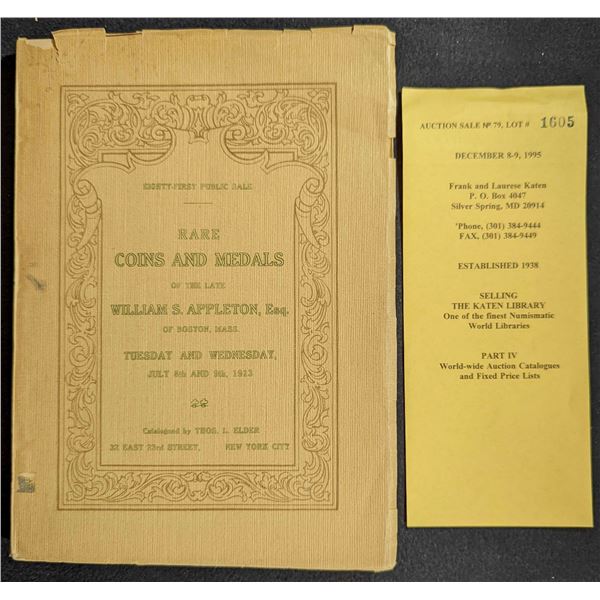 EIGHTY-FIRST PUBLIC SALE
RARE
COINS AND MEDALS
OF THE LATE
WILLIAM S. APPLETON, Esq.
OF BOSTON, MASS.
TUESDAY AND WEDNESDAY,
JULY 8th AND 9th, 1913
Catalogued by THOS. L. ELDER
32 EAST 23rd STREET, NEW YORK CITY
AUCTION SALE Nº 79, LOT # 1605
DECEMBER 8-9, 1995
Frank and Laurese Katen
P. O. Box 4047
Silver Spring, MD 20914
'Phone, (301) 384-9444
FAX, (301) 384-9449
ESTABLISHED 1938
SELLING
THE KATEN LIBRARY
One of the finest Numismatic
World Libraries
PART IV
World-wide Auction Catalogues
and Fixed Price Lists